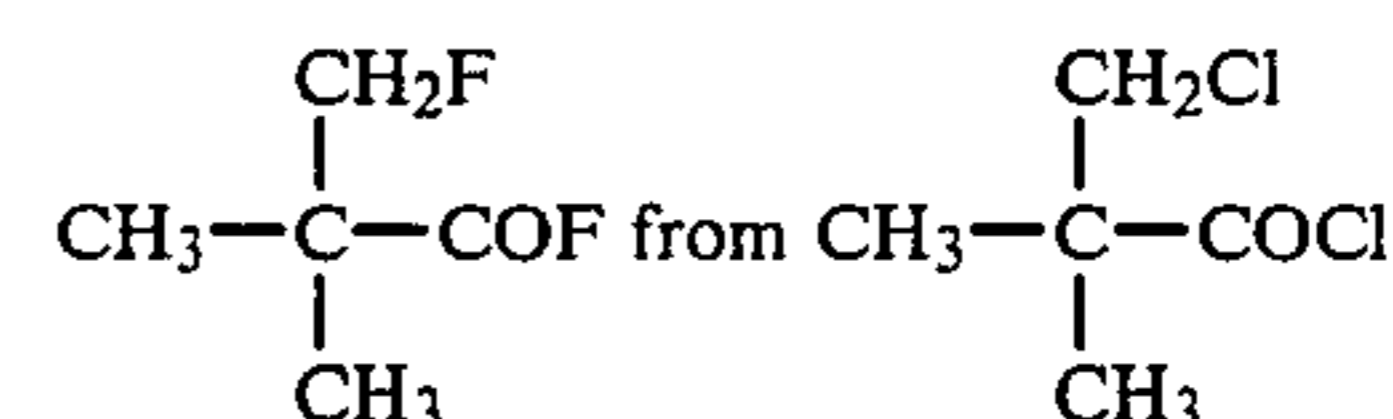 CH2F CH2Cl
CH3—C—COF from CH3—C—COCl
CH3 CH3